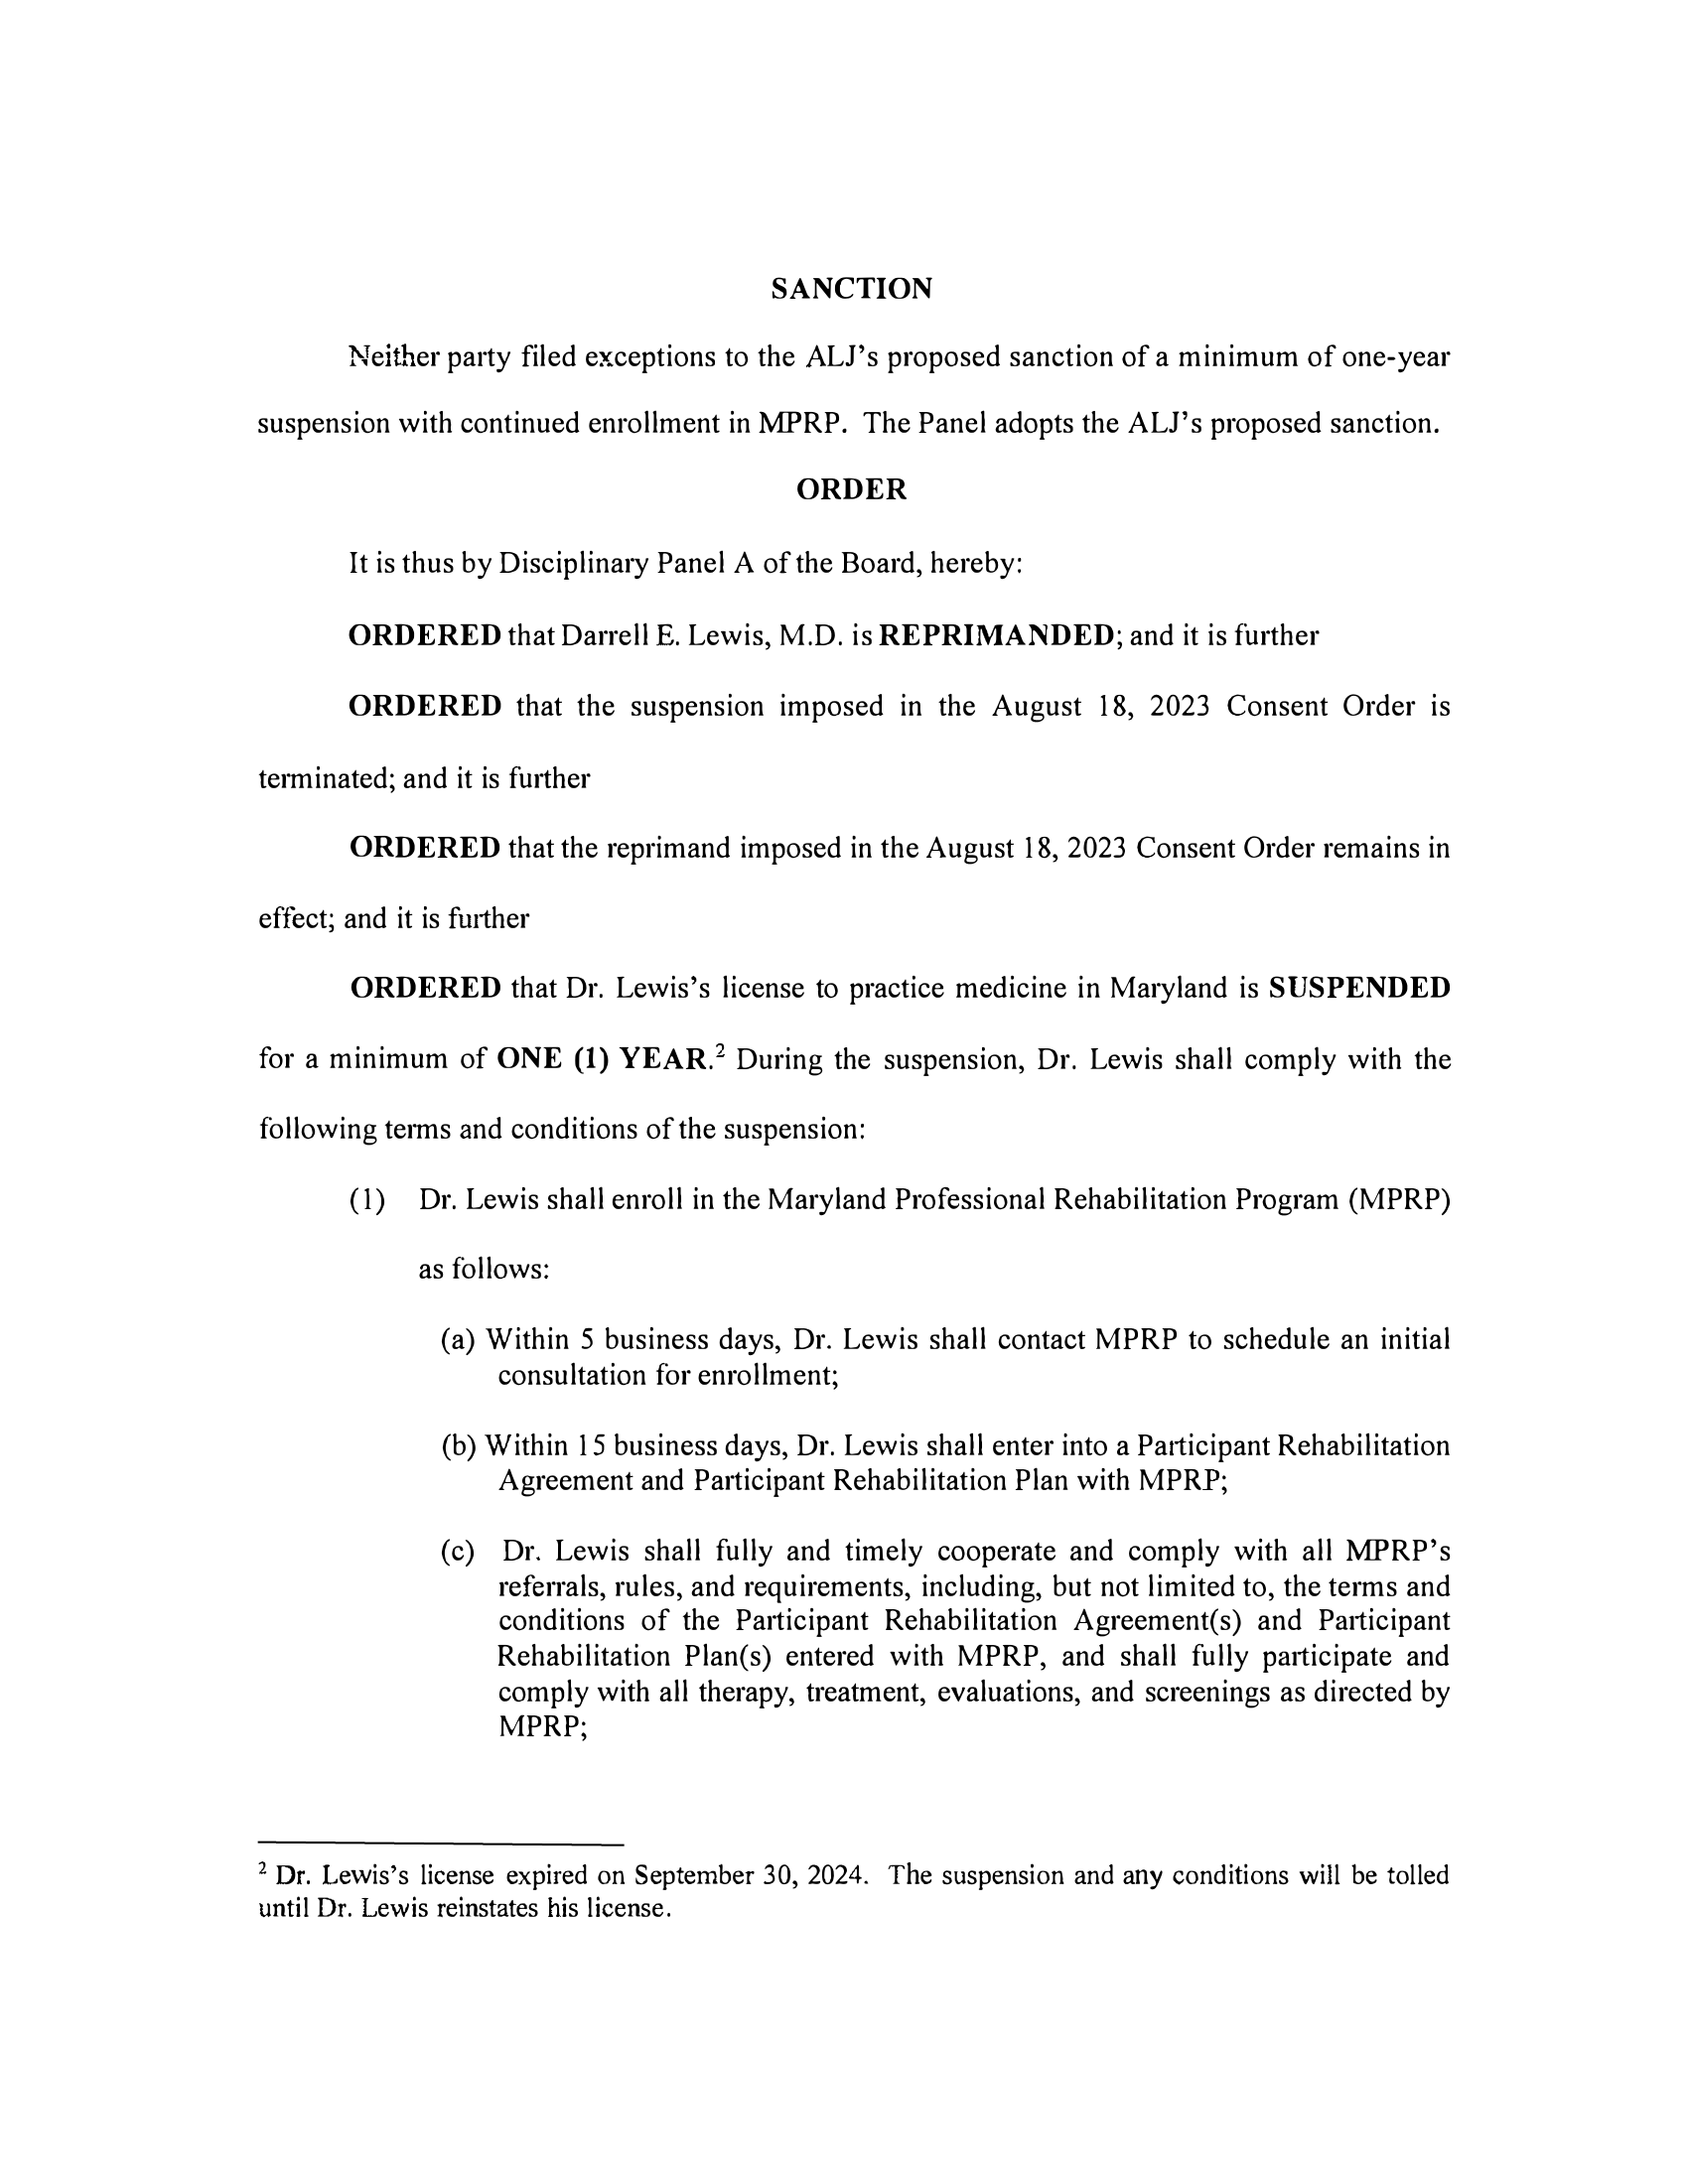 SANCTION
Neither party filed exceptions to the ALJ's proposed sanction of a minimum of one-year
suspension with continued enrollment in MPRP. The Panel adopts the ALJ's proposed sanction.
ORDER
It is thus by Disciplinary Panel A of the Board, hereby:
ORDERED that Darrell E. Lewis, M.D. is REPRIMANDED; and it is further
ORDERED that the suspension imposed in the August 18, 2023 Consent Order is
terminated; and it is further
ORDERED that the reprimand imposed in the August 18, 2023 Consent Order remains in
effect; and it is further
ORDERED that Dr. Lewis's license to practice medicine in Maryland is SUSPENDED
for a minimum of ONE (1) YEAR.² During the suspension, Dr. Lewis shall comply with the
following terms and conditions of the suspension:
(1) Dr. Lewis shall enroll in the Maryland Professional Rehabilitation Program (MPRP)
as follows:
(a) Within 5 business days, Dr. Lewis shall contact MPRP to schedule an initial
consultation for enrollment;
(b) Within 15 business days, Dr. Lewis shall enter into a Participant Rehabilitation
Agreement and Participant Rehabilitation Plan with MPRP;
(c) Dr. Lewis shall fully and timely cooperate and comply with all MPRP's
referrals, rules, and requirements, including, but not limited to, the terms and
conditions of the Participant Rehabilitation Agreement(s) and Participant
Rehabilitation Plan(s) entered with MPRP, and shall fully participate and
comply with all therapy, treatment, evaluations, and screenings as directed by
MPRP;
² Dr. Lewis's license expired on September 30, 2024. The suspension and any conditions will be tolled
until Dr. Lewis reinstates his license.